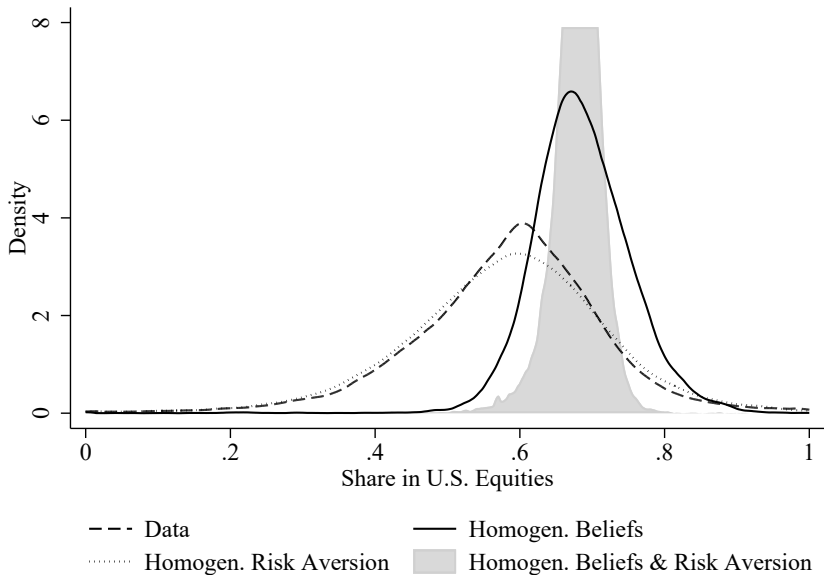 8
6
4
2
0
Density
0
.2
.4
.6
.8
1
Share in U.S. Equities
Data
Homogen. Beliefs
Homogen. Risk Aversion
Homogen. Beliefs & Risk Aversion